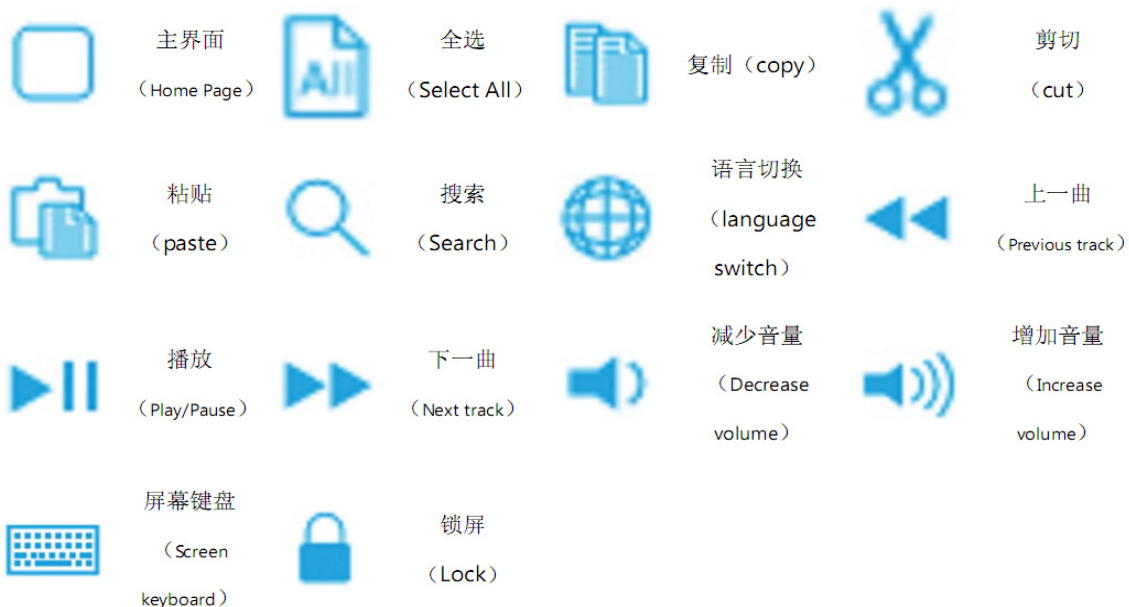 主界面
（Home Page）
All
全选
（Select All）
复制（copy）
剪切
（cut）
粘贴
（paste）
搜索
（Search）
语言切换
（language
switch）
上一曲
（Previous track）
播放
（Play/Pause）
下一曲
（Next track）
减少音量
（Decrease
volume）
增加音量
（Increase
volume）
屏幕键盘
（Screen
keyboard）
锁屏
（Lock）